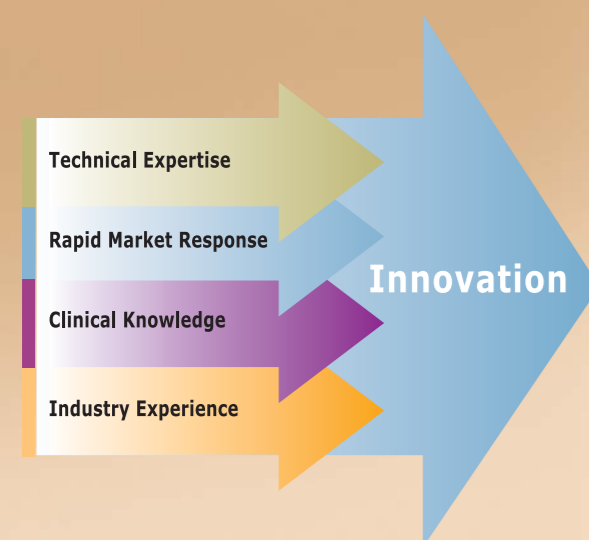 Technical Expertise
Rapid Market Response
Clinical Knowledge
Industry Experience
Innovation